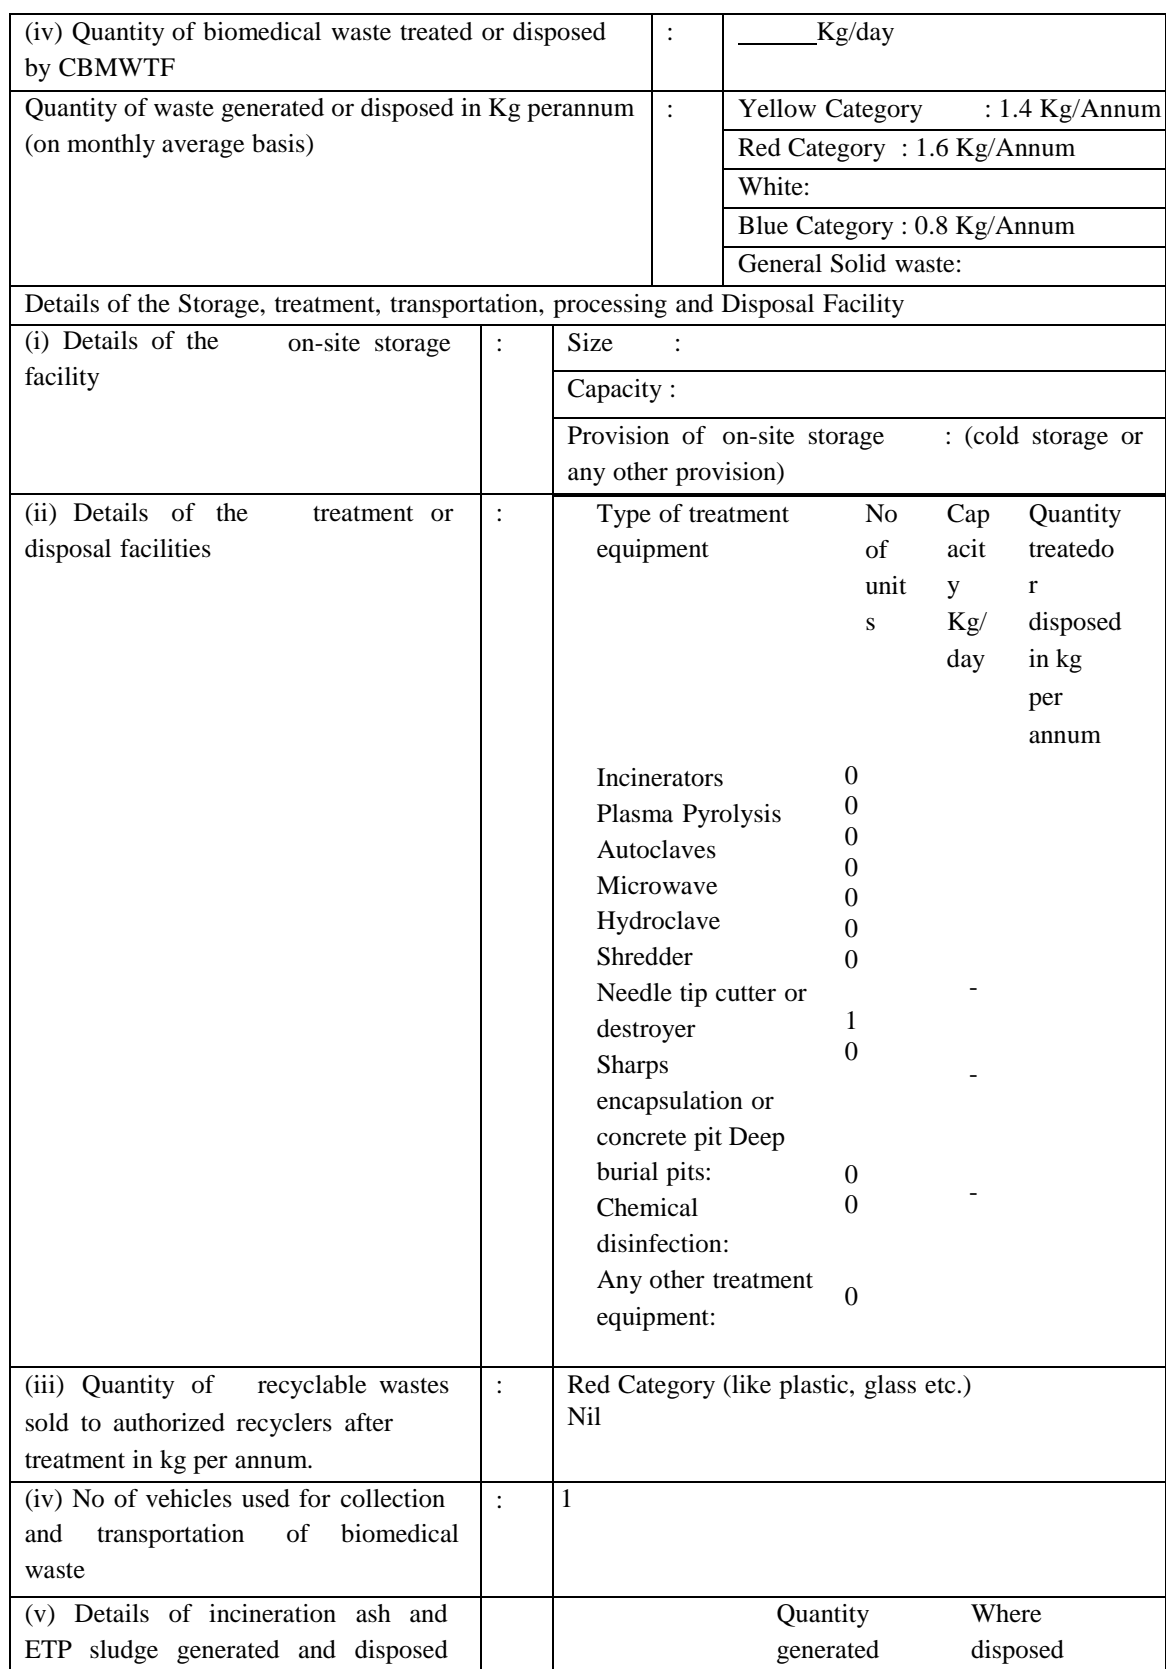 (iv) Quantity of biomedical waste treated or disposed : ______Kg/day
by CBMWTF
Quantity of waste generated or disposed in Kg perannum : Yellow Category : 1.4 Kg/Annum
(on monthly average basis)
Red Category : 1.6 Kg/Annum
White:
Blue Category : 0.8 Kg/Annum
General Solid waste:
Details of the Storage, treatment, transportation, processing and Disposal Facility
(i) Details of the on-site storage : Size :
facility
Capacity :
Provision of on-site storage : (cold storage or
any other provision)
(ii) Details of the treatment or : Type of treatment No Cap Quantity
disposal facilities equipment of acit treatedo
unit y r
s Kg/ disposed
day in kg
per
annum
Incinerators 0
Plasma Pyrolysis 0
Autoclaves 0
Microwave 0
Hydroclave 0
Shredder 0
0
Needle tip cutter or -
destroyer 1
Sharps 0 -
encapsulation or
concrete pit Deep
burial pits: 0
Chemical 0 -
disinfection:
Any other treatment
equipment: 0
(iii) Quantity of recyclable wastes : Red Category (like plastic, glass etc.)
sold to authorized recyclers after Nil
treatment in kg per annum.
(iv) No of vehicles used for collection : 1
and transportation of biomedical
waste
(v) Details of incineration ash and Quantity Where
ETP sludge generated and disposed generated disposed